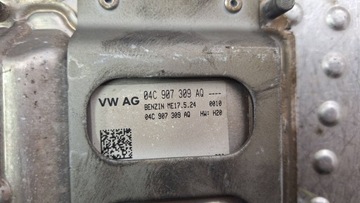 VW AG 04C 907 309 AQ ----
BENZIN ME17.5.24 0010
04C 907 309 AQ HW: H20